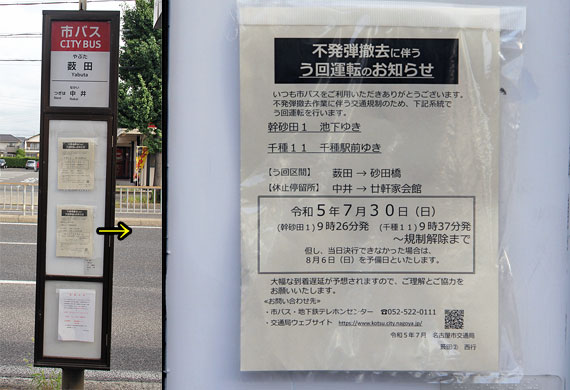 市バス
CITY BUS
やぶた
薮田
Yabuta
つぎは 中井
Next Nakai
不発弾撤去に伴う
う回運転のお知らせ
いつも市バスをご利用いただきありがとうございます。
不発弾撤去作業に伴う交通規制のため、下記系統で
う回運転を行います。
幹砂田１ 池下ゆき
千種１１ 千種駅前ゆき
【う回区間】 薮田 → 砂田橋
【休止停留所】 中井 → 廿軒家会館
令和５年７月３０日（日）
(幹砂田１)９時26分発 (千種１１)９時37分発
～規制解除まで
但し、当日決行できなかった場合は、
８月６日（日）を予備日といたします。
大幅な到着遅延が予想されますので、ご理解とご協力を
お願いいたします。
≪お問い合わせ先≫
・市バス・地下鉄テレホンセンター ☎052-522-0111
・交通局ウェブサイト https://www.kotsu.city.nagoya.jp/
令和５年７月 名古屋市交通局